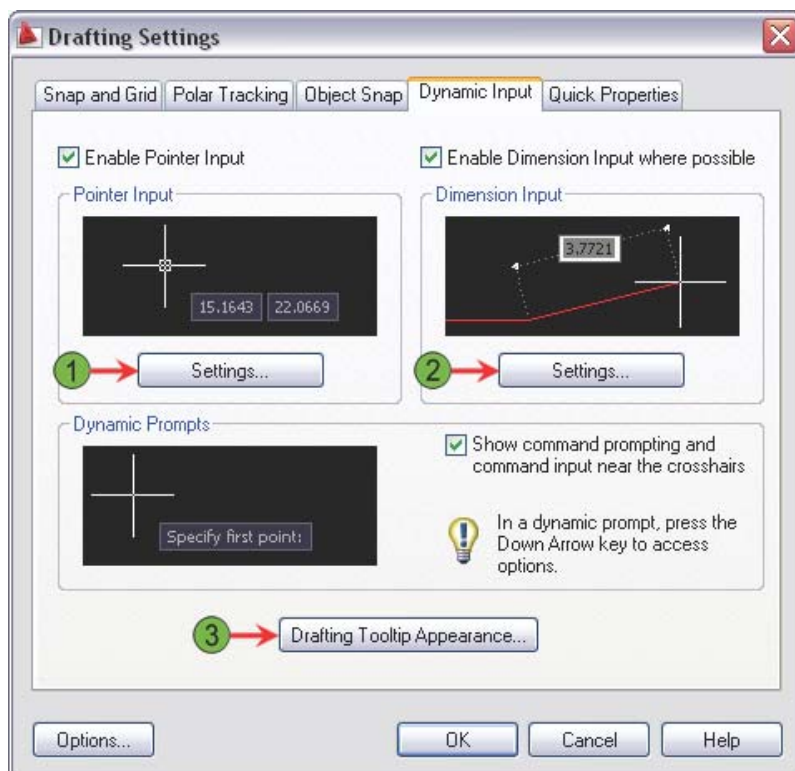 Drafting Settings
Snap and Grid Polar Tracking Object Snap Dynamic Input Quick Properties
Enable Pointer Input
Enable Dimension Input where possible
Pointer Input
Dimension Input
3.7721
15.1643 22.0669
1 Settings...
2 Settings...
Dynamic Prompts
Show command prompting and
command input near the crosshairs
Specify first point:
In a dynamic prompt, press the
Down Arrow key to access
options.
3 Drafting Tooltip Appearance...
Options... OK Cancel Help